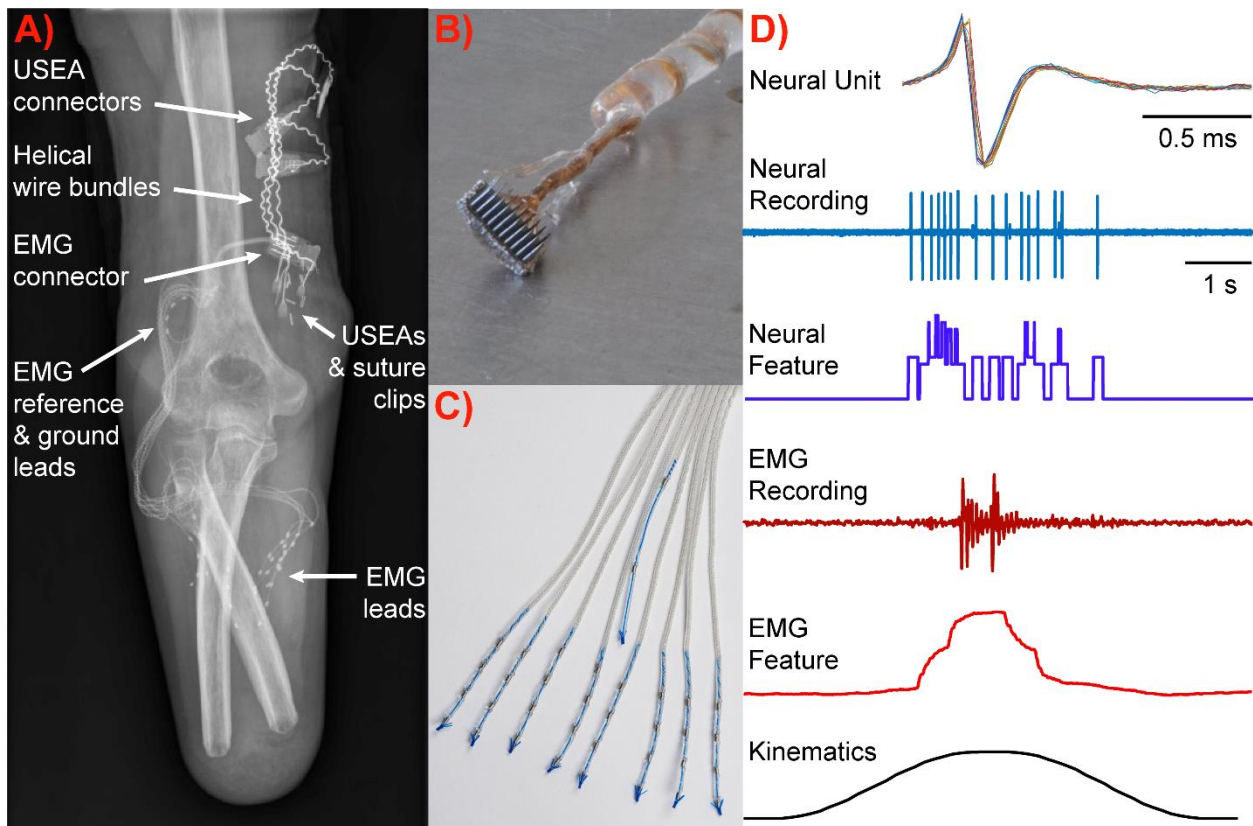 A)
USEA
connectors
Helical
wire bundles
EMG
connector
EMG
reference
& ground
leads
USEAs
& suture
clips
EMG
leads
B)
C)
D)
Neural Unit
0.5 ms
Neural
Recording
1 s
Neural
Feature
EMG
Recording
EMG
Feature
Kinematics